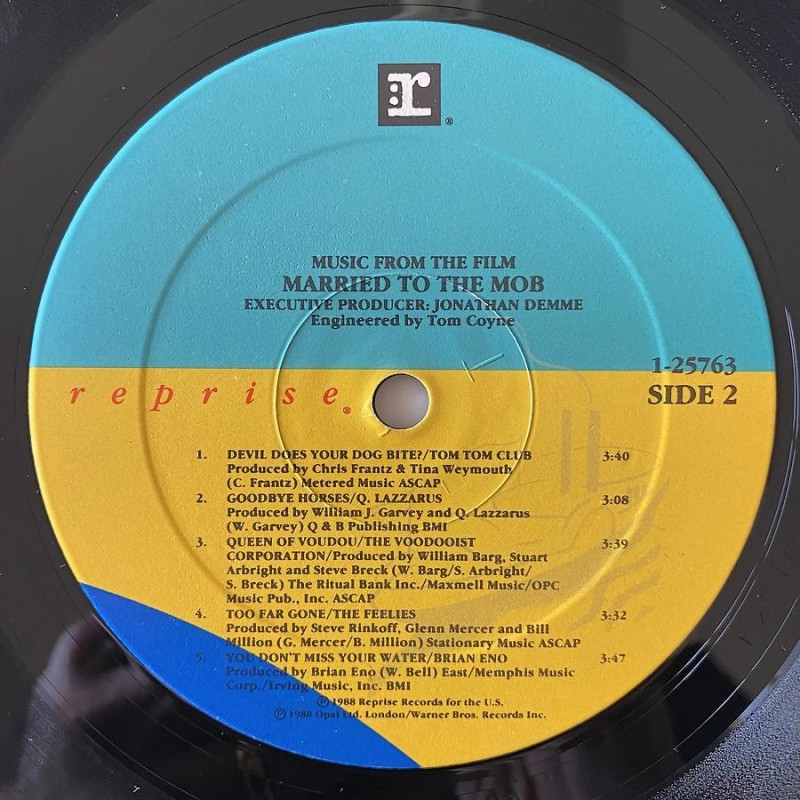 r®
MUSIC FROM THE FILM
MARRIED TO THE MOB
EXECUTIVE PRODUCER: JONATHAN DEMME
Engineered by Tom Coyne
1-25763
reprise®
SIDE 2
1. DEVIL DOES YOUR DOG BITE?/TOM TOM CLUB 3:40
Produced by Chris Frantz & Tina Weymouth
(C. Frantz) Metered Music ASCAP
2. GOODBYE HORSES/Q. LAZZARUS 3:08
Produced by William J. Garvey and Q. Lazzarus
(W. Garvey) Q & B Publishing BMI
3. QUEEN OF VOUDOU/THE VOODOOIST 3:39
CORPORATION/Produced by William Barg, Stuart
Arbright and Steve Breck (W. Barg/S. Arbright/
S. Breck) The Ritual Bank Inc./Maxmell Music/OPC
Music Pub., Inc. ASCAP
4. TOO FAR GONE/THE FEELIES 3:32
Produced by Steve Rinkoff, Glenn Mercer and Bill
Million (G. Mercer/B. Million) Stationary Music ASCAP
5. YOU DON'T MISS YOUR WATER/BRIAN ENO 3:47
Produced by Brian Eno (W. Bell) East/Memphis Music
Corp./Irving Music, Inc. BMI
℗ 1988 Reprise Records for the U.S.
℗ 1988 Opal Ltd. London/Warner Bros. Records Inc.